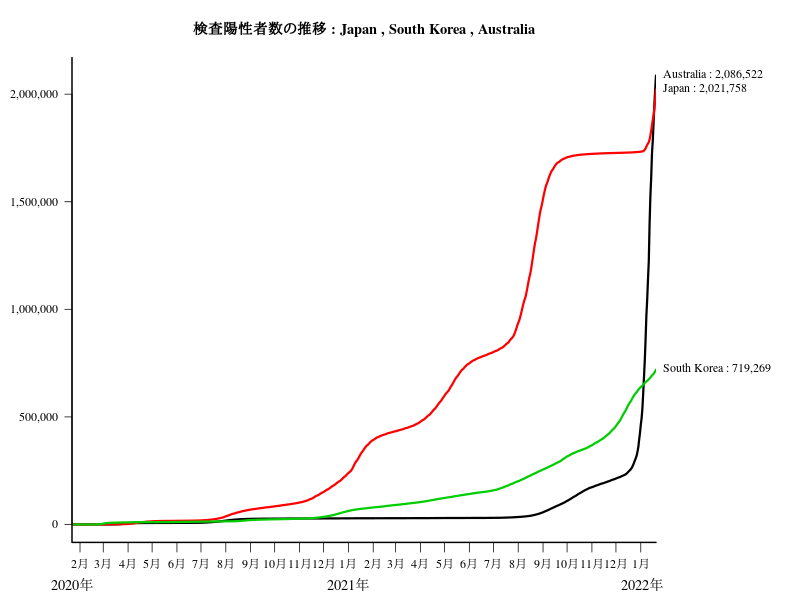 検査陽性者数の推移 : Japan , South Korea , Australia
Australia : 2,086,522
Japan : 2,021,758
2,000,000
1,500,000
1,000,000
South Korea : 719,269
500,000
0
2月 3月 4月 5月 6月 7月 8月 9月 10月 11月 12月 1月 2月 3月 4月 5月 6月 7月 8月 9月 10月 11月 12月 1月
2020年 2021年 2022年